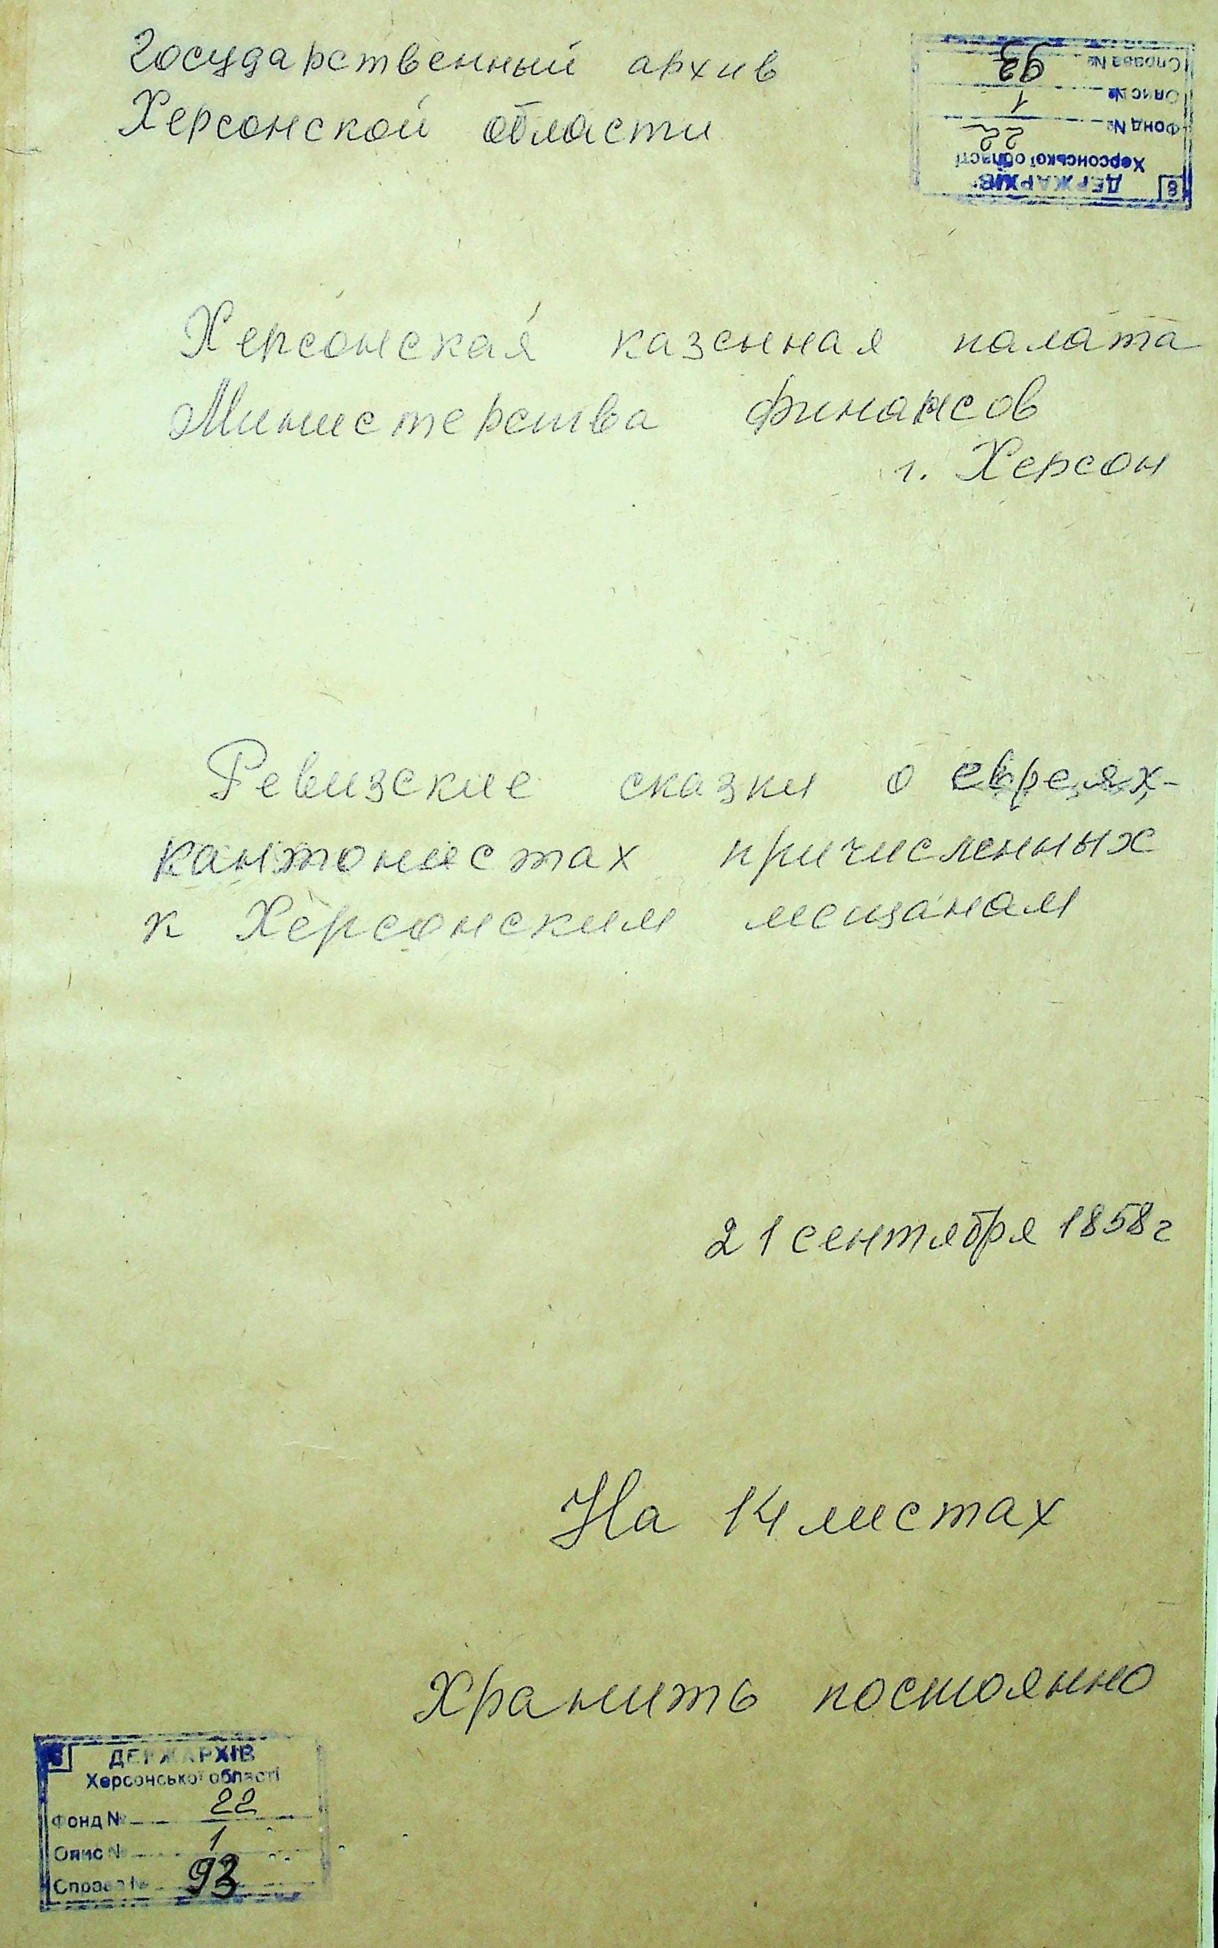 Государственный архив
Херсонской области
ДЕРЖАРХІВ
Херсонської області
Фонд № 22
Опис № 1
Справа № 93
Херсонская казенная палата
Министерства финансов
г. Херсон
Ревизские сказки о евреях-
кантонистах причисленных
к Херсонским мещанам
21 сентября 1858 г
На 14 листах
Хранить постоянно
ДЕРЖАРХІВ
Херсонської області
Фонд № 22
Опис № 1
Справа № 93